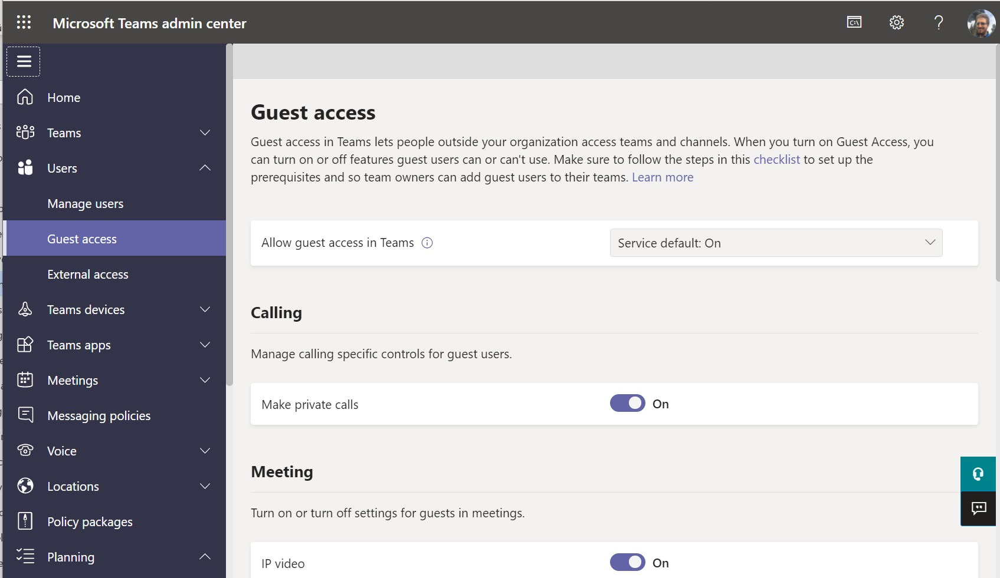 Microsoft Teams admin center
C:\
?
Home
Teams
Users
Manage users
Guest access
External access
Teams devices
Teams apps
Meetings
Messaging policies
Voice
Locations
Policy packages
Planning
Guest access
Guest access in Teams lets people outside your organization access teams and channels. When you turn on Guest Access, you
can turn on or off features guest users can or can't use. Make sure to follow the steps in this checklist to set up the
prerequisites and so team owners can add guest users to their teams. Learn more
Allow guest access in Teams
Service default: On
Calling
Manage calling specific controls for guest users.
Make private calls
On
Meeting
Turn on or turn off settings for guests in meetings.
IP video
On